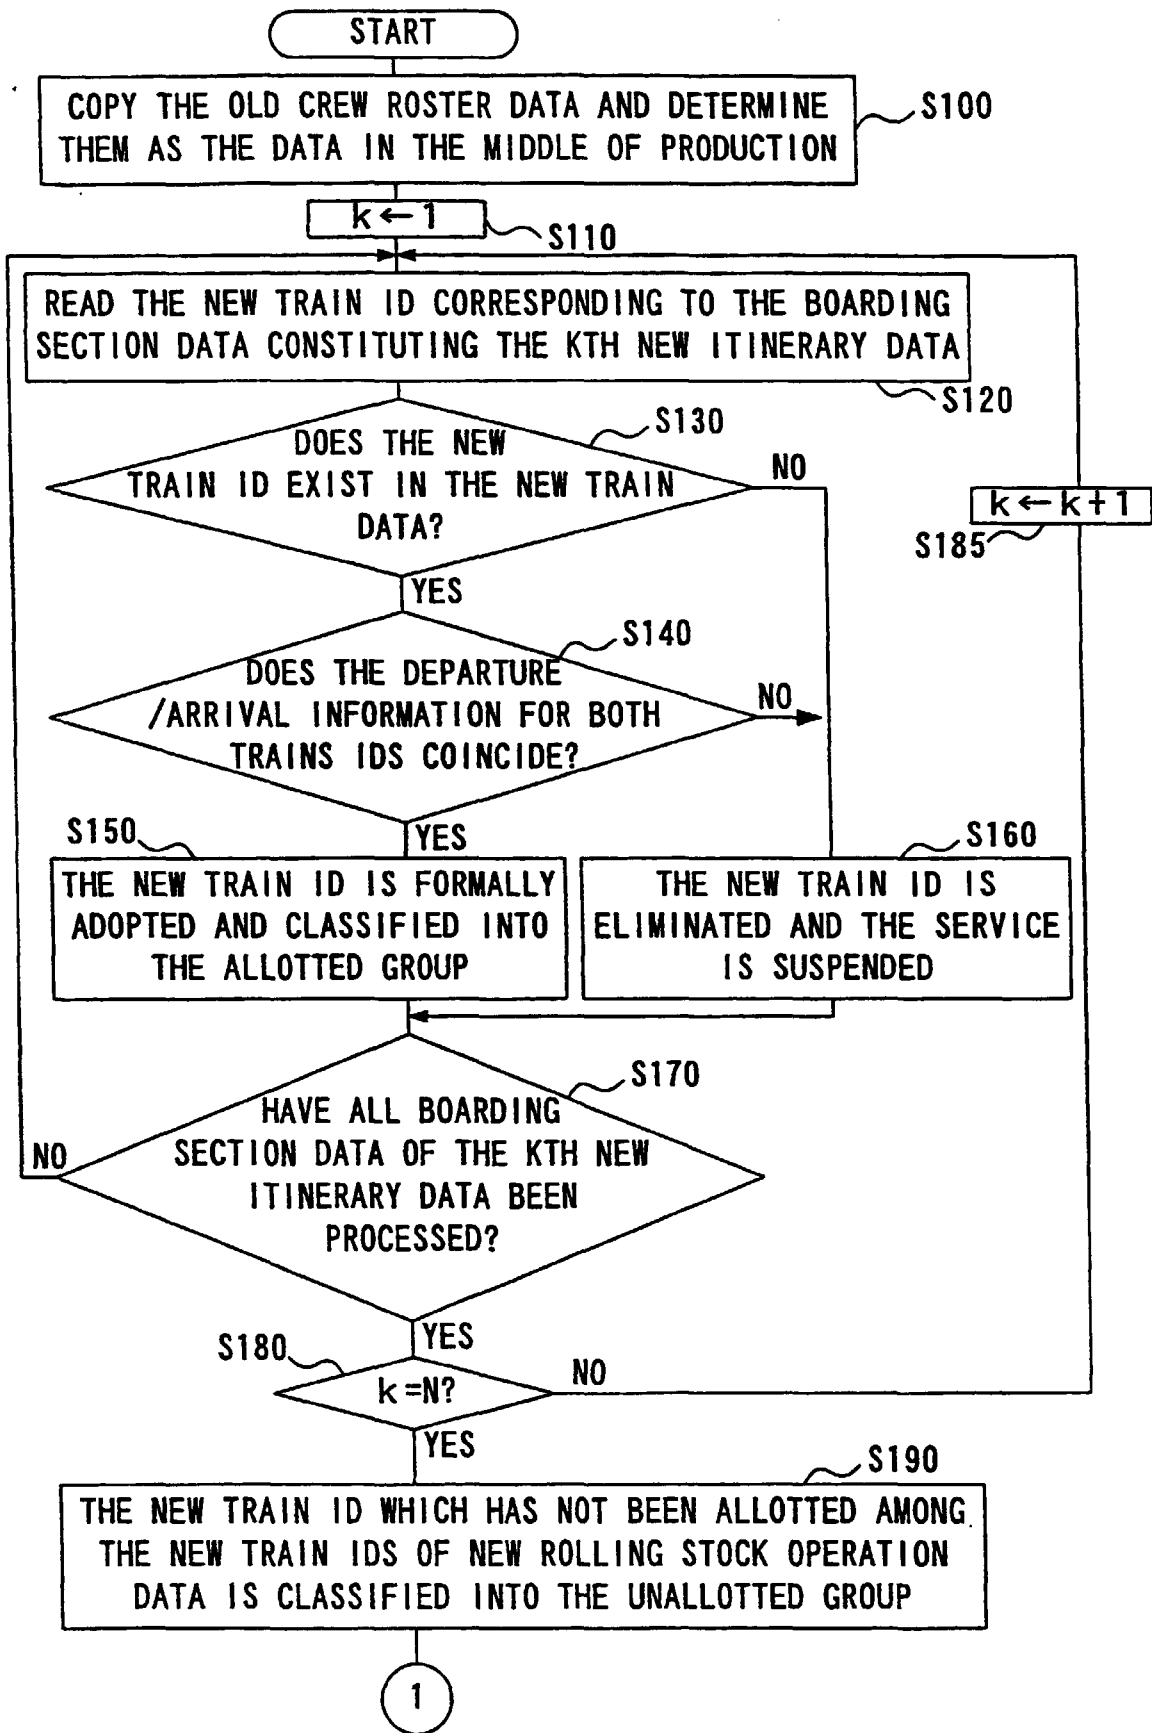 START
COPY THE OLD CREW ROSTER DATA AND DETERMINE
THEM AS THE DATA IN THE MIDDLE OF PRODUCTION
S100
k←1
S110
READ THE NEW TRAIN ID CORRESPONDING TO THE BOARDING
SECTION DATA CONSTITUTING THE KTH NEW ITINERARY DATA
S120
S130
DOES THE NEW
TRAIN ID EXIST IN THE NEW TRAIN
DATA?
NO
YES
k←k+1
S185
S140
DOES THE DEPARTURE
/ARRIVAL INFORMATION FOR BOTH
TRAINS IDS COINCIDE?
NO
YES
S150
THE NEW TRAIN ID IS FORMALLY
ADOPTED AND CLASSIFIED INTO
THE ALLOTTED GROUP
S160
THE NEW TRAIN ID IS
ELIMINATED AND THE SERVICE
IS SUSPENDED
S170
HAVE ALL BOARDING
SECTION DATA OF THE KTH NEW
ITINERARY DATA BEEN
PROCESSED?
NO
YES
S180
k=N?
NO
YES
S190
THE NEW TRAIN ID WHICH HAS NOT BEEN ALLOTTED AMONG
THE NEW TRAIN IDS OF NEW ROLLING STOCK OPERATION
DATA IS CLASSIFIED INTO THE UNALLOTTED GROUP
1